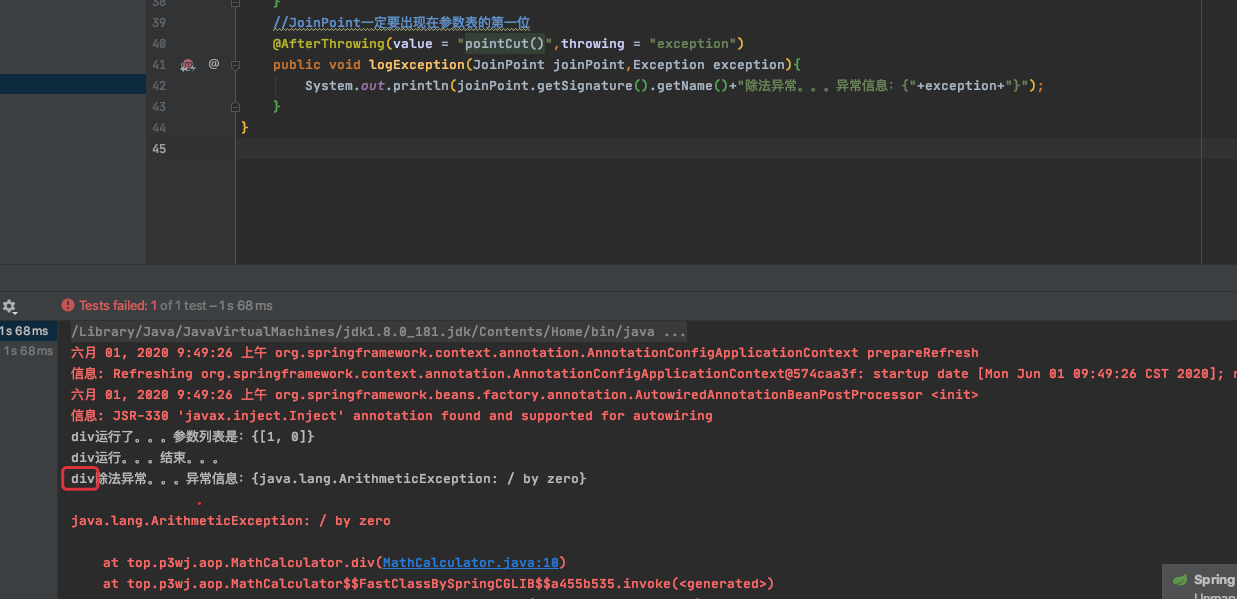 38 }
39 //JoinPoint一定要出现在参数表的第一位
40 @AfterThrowing(value = "pointCut()",throwing = "exception")
41 @ public void logException(JoinPoint joinPoint,Exception exception){
42 System.out.println(joinPoint.getSignature().getName()+"除法异常。。。异常信息：{"+exception+"}");
43 }
44 }
45
Tests failed: 1 of 1 test – 1 s 68 ms
1 s 68 ms
/Library/Java/JavaVirtualMachines/jdk1.8.0_181.jdk/Contents/Home/bin/java ...
1 s 68 ms
六月 01, 2020 9:49:26 上午 org.springframework.context.annotation.AnnotationConfigApplicationContext prepareRefresh
信息: Refreshing org.springframework.context.annotation.AnnotationConfigApplicationContext@574caa3f: startup date [Mon Jun 01 09:49:26 CST 2020];
六月 01, 2020 9:49:26 上午 org.springframework.beans.factory.annotation.AutowiredAnnotationBeanPostProcessor <init>
信息: JSR-330 'javax.inject.Inject' annotation found and supported for autowiring
div运行了。。。参数列表是：{[1, 0]}
div运行。。。结束。。。
div除法异常。。。异常信息：{java.lang.ArithmeticException: / by zero}
java.lang.ArithmeticException: / by zero
at top.p3wj.aop.MathCalculator.div(MathCalculator.java:10)
at top.p3wj.aop.MathCalculator$$FastClassBySpringCGLIB$$a455b535.invoke(<generated>)
Spring